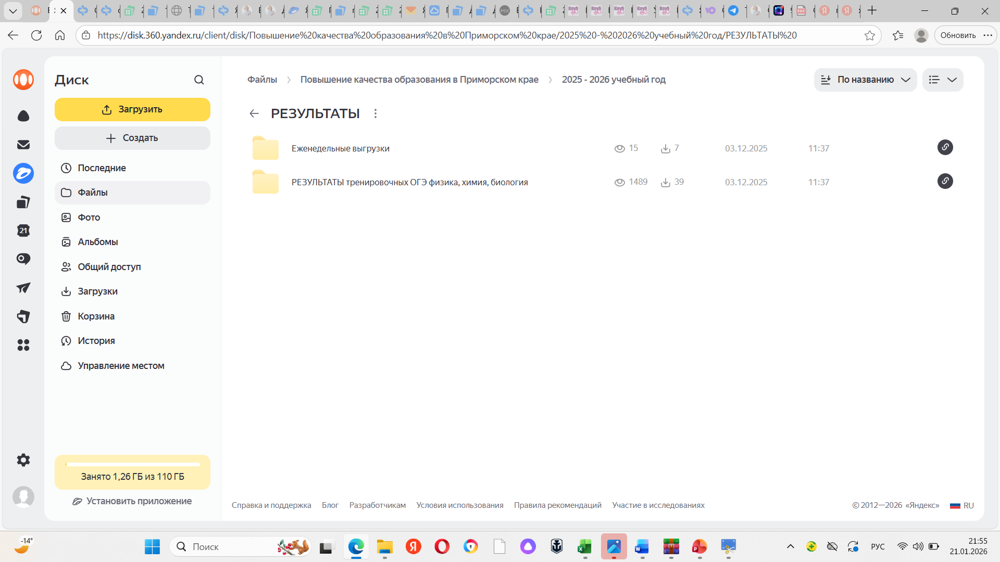 https://disk.360.yandex.ru/client/disk/Повышение%20качества%20образования%20в%20Приморском%20крае/2025%20-%202026%20учебный%20год/РЕЗУЛЬТАТЫ%20
Обновить
Диск
Загрузить
Создать
Последние
Файлы
Фото
Альбомы
Общий доступ
Загрузки
Корзина
История
Управление местом
21
Занято 1,26 ГБ из 110 ГБ
Установить приложение
Файлы
Повышение качества образования в Приморском крае
2025 - 2026 учебный год
По названию
РЕЗУЛЬТАТЫ
Еженедельные выгрузки 15 7 03.12.2025 11:37
РЕЗУЛЬТАТЫ тренировочных ОГЭ физика, химия, биология 1489 39 03.12.2025 11:37
Справка и поддержка Блог Разработчикам Условия использования Правила рекомендаций Участие в исследованиях
© 2012—2026 «Яндекс» RU
-14°
Поиск
РУС
21:55
21.01.2026